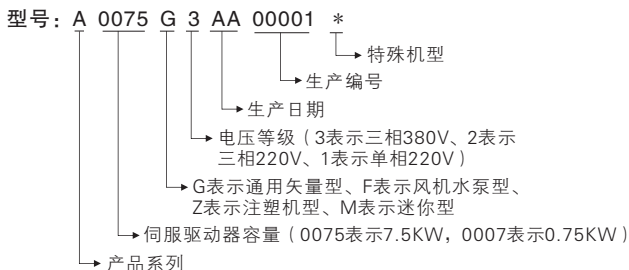 型号：A 0075 G 3 AA 00001 *
特殊机型
生产编号
生产日期
电压等级（3表示三相380V、2表示
三相220V、1表示单相220V）
G表示通用矢量型、F表示风机水泵型、
Z表示注塑机型、M表示迷你型
伺服驱动器容量（0075表示7.5KW，0007表示0.75KW）
产品系列